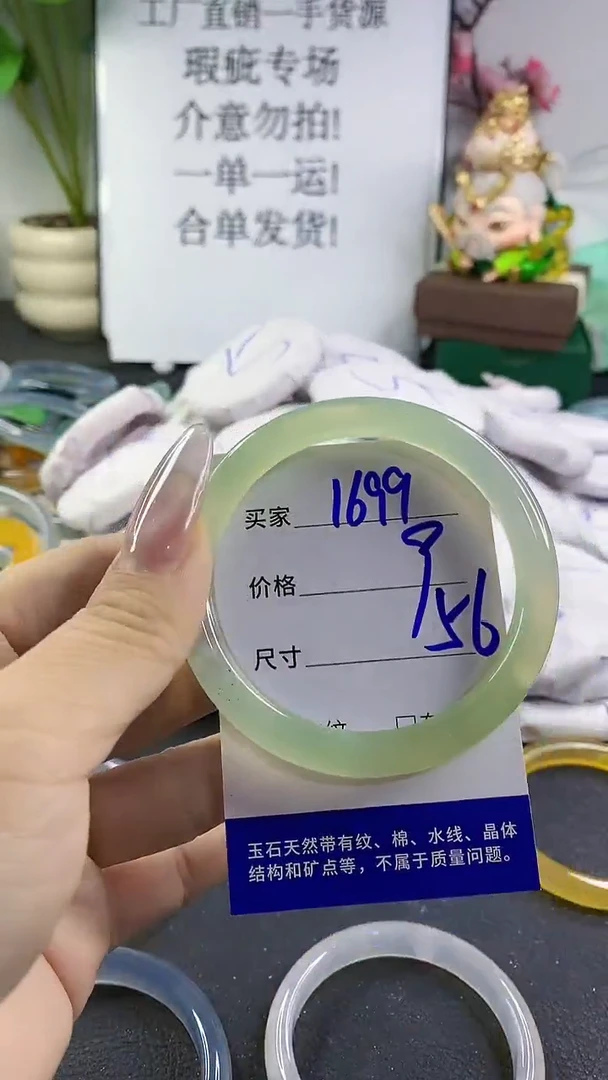 工厂直销一手货源
瑕疵专场
介意勿拍!
一单一运!
合单发货!
买家 1699
价格
尺寸 56
玉石天然带有纹、棉、水线、晶体
结构和矿点等，不属于质量问题。